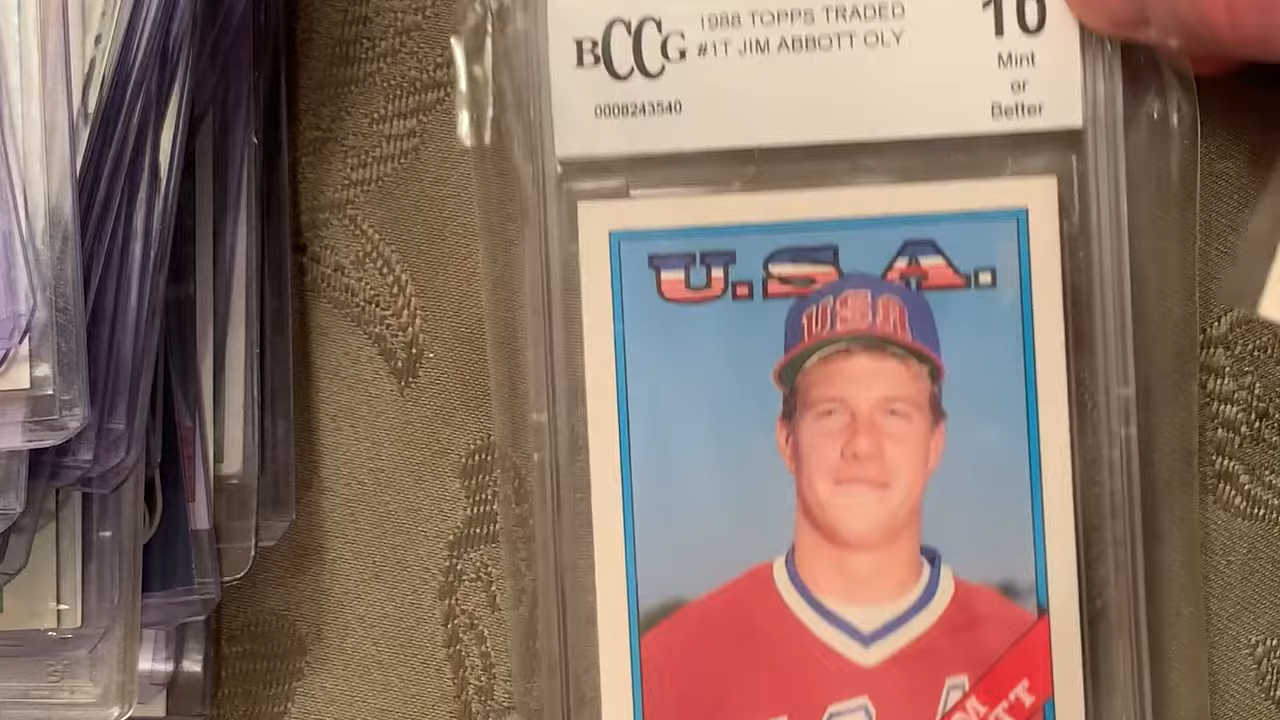 BCCG
1988 TOPPS TRADED
#1T JIM ABBOTT OLY
0008243540
10
Mint
or
Better
U.S.A.
USA